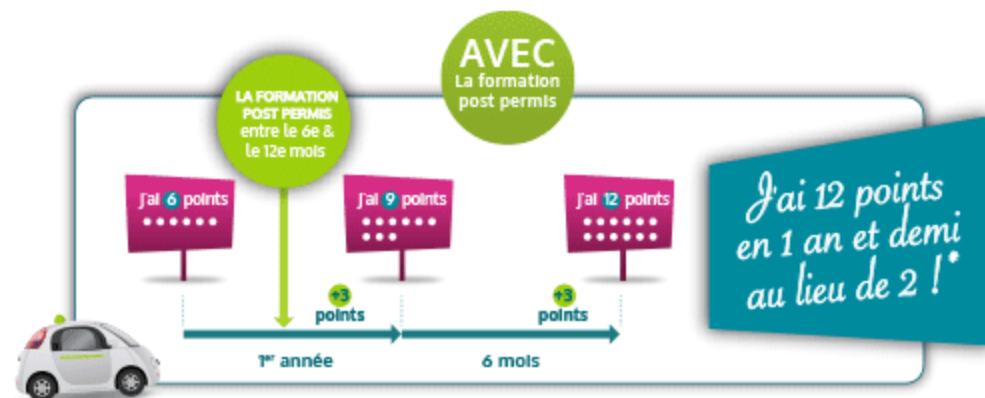 AVEC
La formation
post permis
LA FORMATION
POST PERMIS
entre le 6e &
le 12e mois
J'ai 6 points
J'ai 9 points
J'ai 12 points
+3
points
+3
points
1er année
6 mois
J'ai 12 points
en 1 an et demi
au lieu de 2 !*